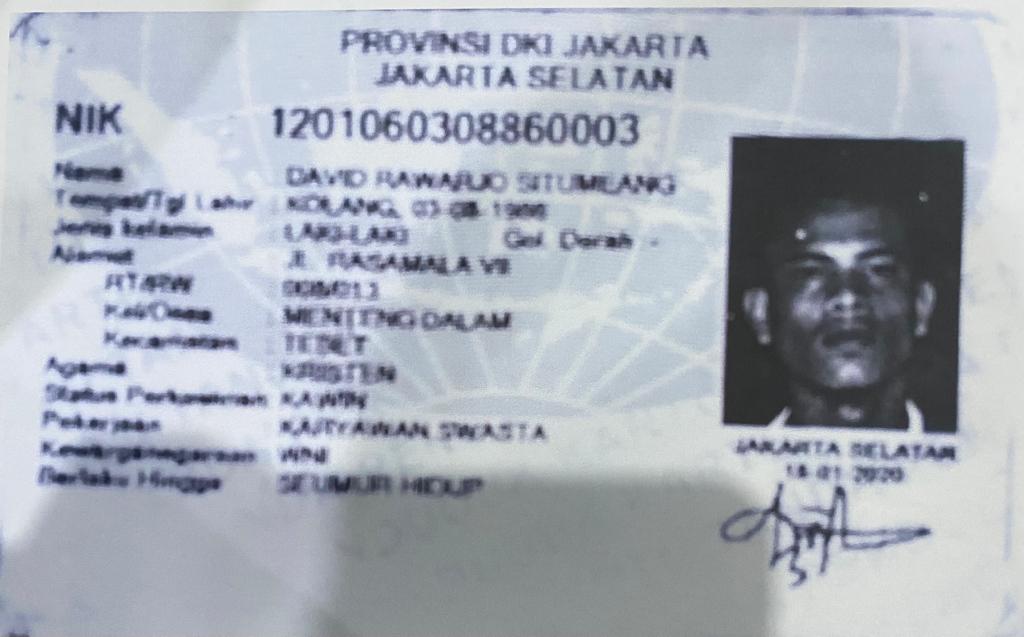 PROVINSI DKI JAKARTA
JAKARTA SELATAN
NIK 1201060308860003
Nama DAVID RAWARJO SITUMEANG
Tempat/Tgl Lahir : KOLANG, 03-08-1986
Jenis kelamin : LAKI-LAKI Gol. Darah -
Alamat : JL. RASAMALA VII
RT/RW : /013
Kel/Desa : MENTENG DALAM
Kecamatan : TEBET
Agama : KRISTEN
Status Perkawinan : KAWIN
Pekerjaan : KARYAWAN SWASTA
Kewarganegaraan : WNI
Berlaku Hingga : SEUMUR HIDUP
JAKARTA SELATAN
-01-2020